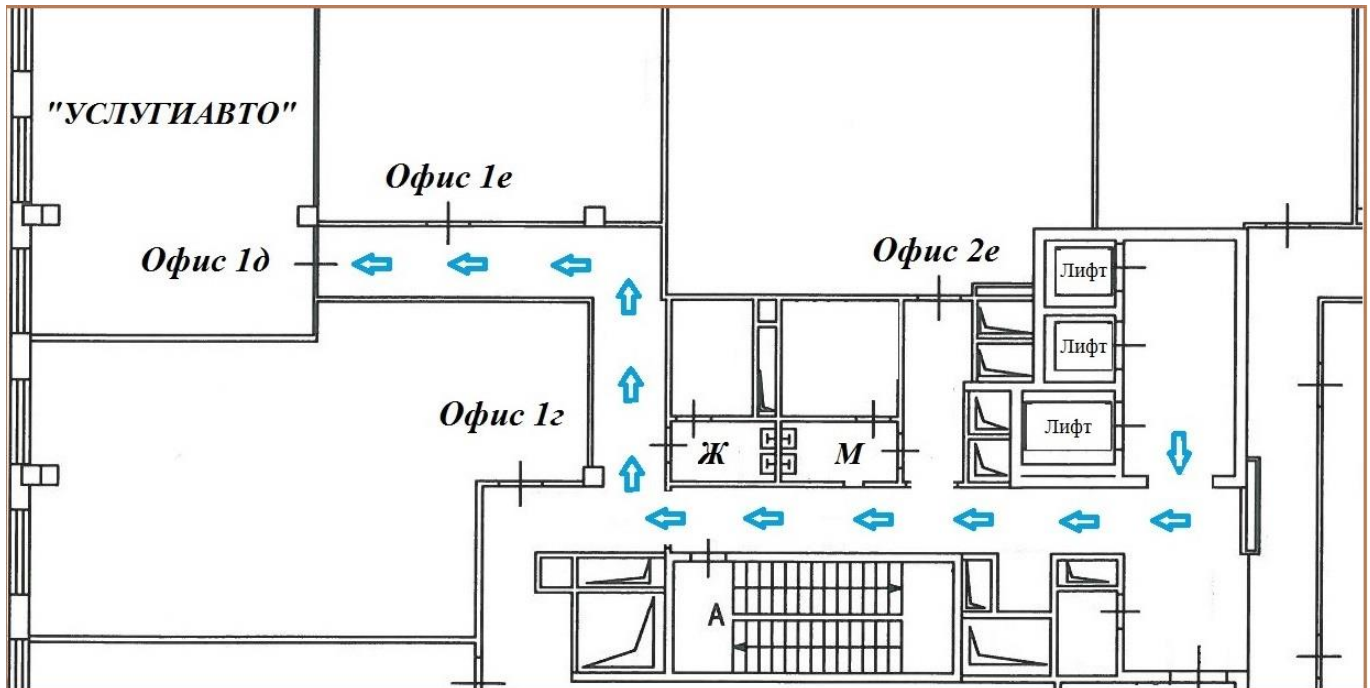 "УСЛУГИАВТО"
Офис 1е
Офис 1д
Офис 2е
Лифт
Лифт
Офис 1г
Лифт
Ж
М
А